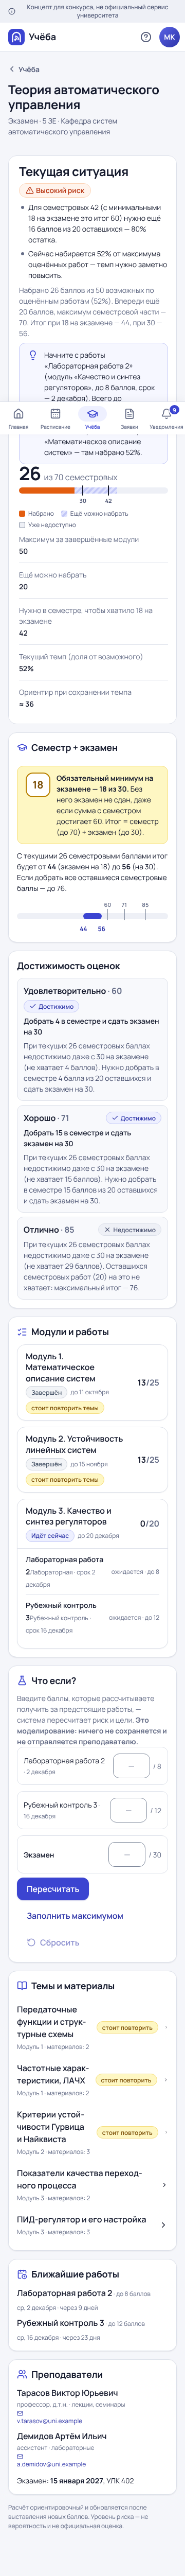 Концепт для конкурса, не официальный сервис
университета
Учёба
МК
Учёба
Теория автоматического
управления
Экзамен · 5 ЗЕ · Кафедра систем
автоматического управления
Текущая ситуация
Высокий риск
Для семестровых 42 (с минимальными
18 на экзамене это итог 60) нужно ещё
16 баллов из 20 оставшихся — 80%
остатка.
Сейчас набирается 52% от максимума
оценённых работ — темп нужно заметно
повысить.
Набрано 26 баллов из 50 возможных по
оценённым работам (52%). Впереди ещё
20 баллов, максимум семестровой части —
70. Итог при 18 на экзамене — 44, при 30 —
56.
Начните с работы
«Лабораторная работа 2»
(модуль «Качество и синтез
регуляторов», до 8 баллов, срок
— 2 декабря). Всего до
Главная
Расписание
Учёба
Заявки
9
Уведомления
«Математическое описание
систем» — там набрано 52%.
26 из 70 семестровых
30
42
Набрано
Ещё можно набрать
Уже недоступно
Максимум за завершённые модули
50
Ещё можно набрать
20
Нужно в семестре, чтобы хватило 18 на
экзамене
42
Текущий темп (доля от возможного)
52%
Ориентир при сохранении темпа
≈ 36
Семестр + экзамен
18
Обязательный минимум на
экзамене — 18 из 30. Без
него экзамен не сдан, даже
если сумма с семестром
достигает 60. Итог = семестр
(до 70) + экзамен (до 30).
С текущими 26 семестровыми баллами итог
будет от 44 (экзамен на 18) до 56 (на 30).
Если добрать все оставшиеся семестровые
баллы — до 76.
60
71
85
44
56
Достижимость оценок
Удовлетворительно · 60
Достижимо
Добрать 4 в семестре и сдать экзамен
на 30
При текущих 26 семестровых баллах
недостижимо даже с 30 на экзамене
(не хватает 4 баллов). Нужно добрать в
семестре 4 балла из 20 оставшихся и
сдать экзамен на 30.
Хорошо · 71
Достижимо
Добрать 15 в семестре и сдать
экзамен на 30
При текущих 26 семестровых баллах
недостижимо даже с 30 на экзамене
(не хватает 15 баллов). Нужно добрать
в семестре 15 баллов из 20 оставшихся
и сдать экзамен на 30.
Отлично · 85
Недостижимо
При текущих 26 семестровых баллах
недостижимо даже с 30 на экзамене
(не хватает 29 баллов). Оставшихся
семестровых работ (20) на это не
хватает: максимальный итог — 76.
Модули и работы
Модуль 1.
Математическое
описание систем
13/25
Завершён
до 11 октября
стоит повторить темы
Модуль 2. Устойчивость
линейных систем
13/25
Завершён
до 15 ноября
стоит повторить темы
Модуль 3. Качество и
синтез регуляторов
0/20
Идёт сейчас
до 20 декабря
Лабораторная работа
2Лабораторная · срок 2
декабря
ожидается · до 8
Рубежный контроль
3Рубежный контроль ·
срок 16 декабря
ожидается · до 12
Что если?
Введите баллы, которые рассчитываете
получить за предстоящие работы, —
система пересчитает риск и цели. Это
моделирование: ничего не сохраняется и
не отправляется преподавателю.
Лабораторная работа 2
· 2 декабря
—
/ 8
Рубежный контроль 3 ·
16 декабря
—
/ 12
Экзамен
—
/ 30
Пересчитать
Заполнить максимумом
Сбросить
Темы и материалы
Передаточные
функции и струк-
турные схемы
стоит повторить
Модуль 1 · материалов: 2
Частотные харак-
теристики, ЛАЧХ
стоит повторить
Модуль 1 · материалов: 2
Критерии устой-
чивости Гурвица
и Найквиста
стоит повторить
Модуль 2 · материалов: 3
Показатели качества переход-
ного процесса
Модуль 3 · материалов: 2
ПИД-регулятор и его настройка
Модуль 3 · материалов: 3
Ближайшие работы
Лабораторная работа 2 · до 8 баллов
ср, 2 декабря · через 9 дней
Рубежный контроль 3 · до 12 баллов
ср, 16 декабря · через 23 дня
Преподаватели
Тарасов Виктор Юрьевич
профессор, д.т.н. · лекции, семинары
v.tarasov@uni.example
Демидов Артём Ильич
ассистент · лабораторные
a.demidov@uni.example
Экзамен: 15 января 2027, УЛК 402
Расчёт ориентировочный и обновляется после
выставления новых баллов. Уровень риска — не
вероятность и не официальная оценка.